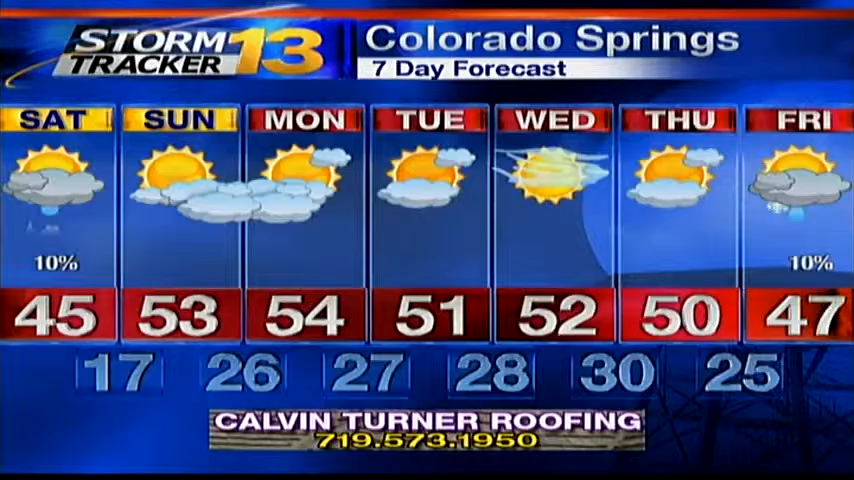 STORM
TRACKER 13
Colorado Springs
7 Day Forecast
SAT SUN MON TUE WED THU FRI
10% 10%
45 53 54 51 52 50 47
17 26 27 28 30 25
CALVIN TURNER ROOFING
719.573.1950